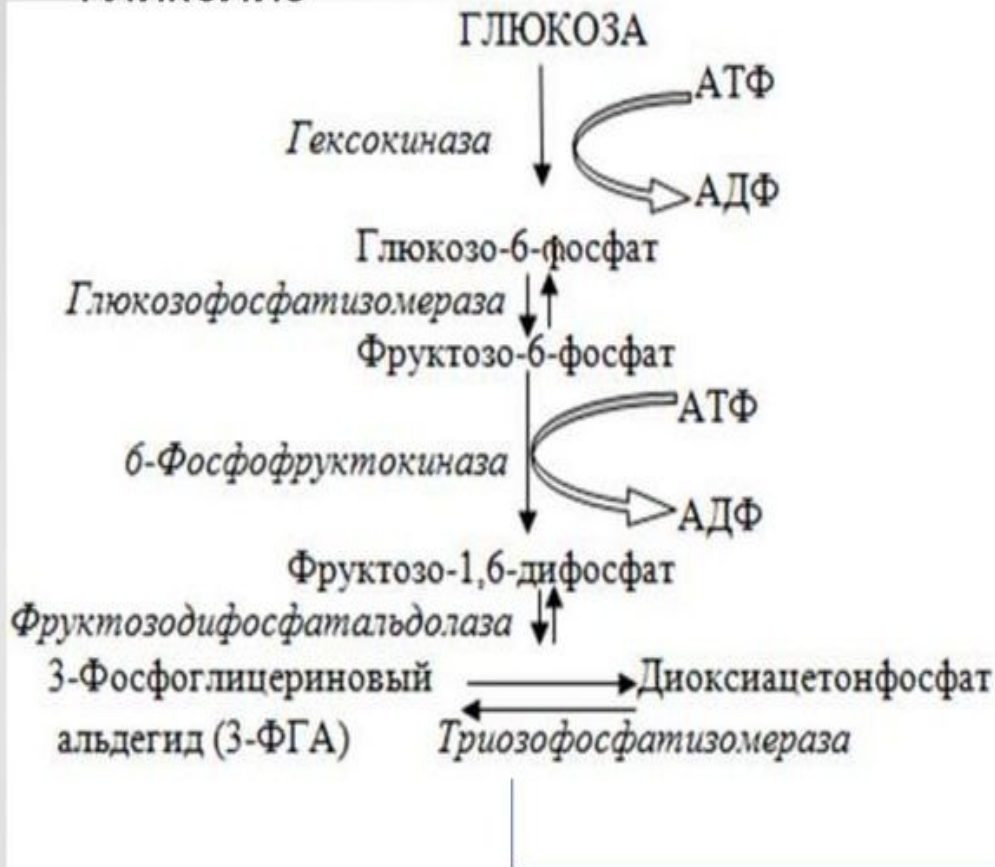 ГЛЮКОЗА
АТФ
Гексокиназа
АДФ
Глюкозо-6-фосфат
Глюкозофосфатизомераза
Фруктозо-6-фосфат
АТФ
6-Фосфофруктокиназа
АДФ
Фруктозо-1,6-дифосфат
Фруктозодифосфатальдолаза
3-Фосфоглицериновый Диоксиацетонфосфат
альдегид (3-ФГА) Триозофосфатизомераза